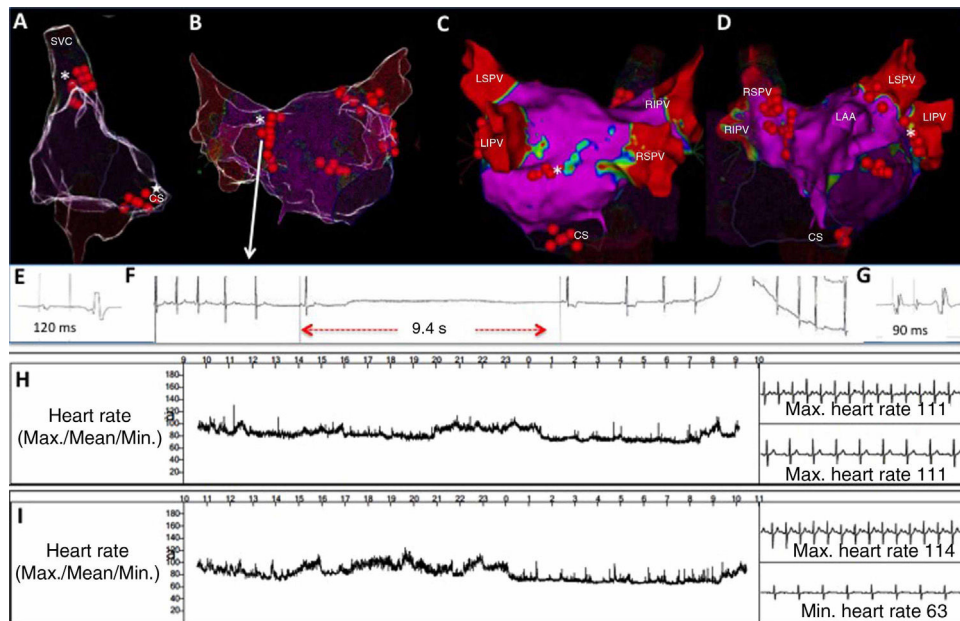 A
B
C
D
SVC
*
CS
*
LSPV
LIPV
RIPV
RSPV
*
CS
RSPV
RIPV
LAA
LSPV
LIPV
*
CS
E
120 ms
F
9.4 s
G
90 ms
9 10 11 12 13 14 15 16 17 18 19 20 21 22 23 0 1 2 3 4 5 6 7 8 9 10
H
Heart rate
(Max./Mean/Min.)
180
160
140
120
100
80
60
40
20
Max. heart rate 111
Max. heart rate 111
10 11 12 13 14 15 16 17 18 19 20 21 22 23 0 1 2 3 4 5 6 7 8 9 10 11
I
Heart rate
(Max./Mean/Min.)
180
160
140
120
100
80
60
40
20
Max. heart rate 114
Min. heart rate 63